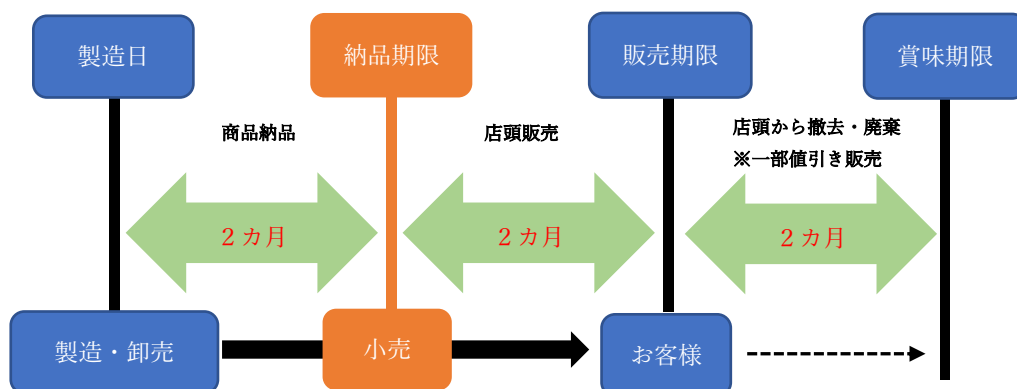 製造日
納品期限
販売期限
賞味期限
商品納品
店頭販売
店頭から撤去・廃棄
※一部値引き販売
２カ月
２カ月
２カ月
製造・卸売
小売
お客様